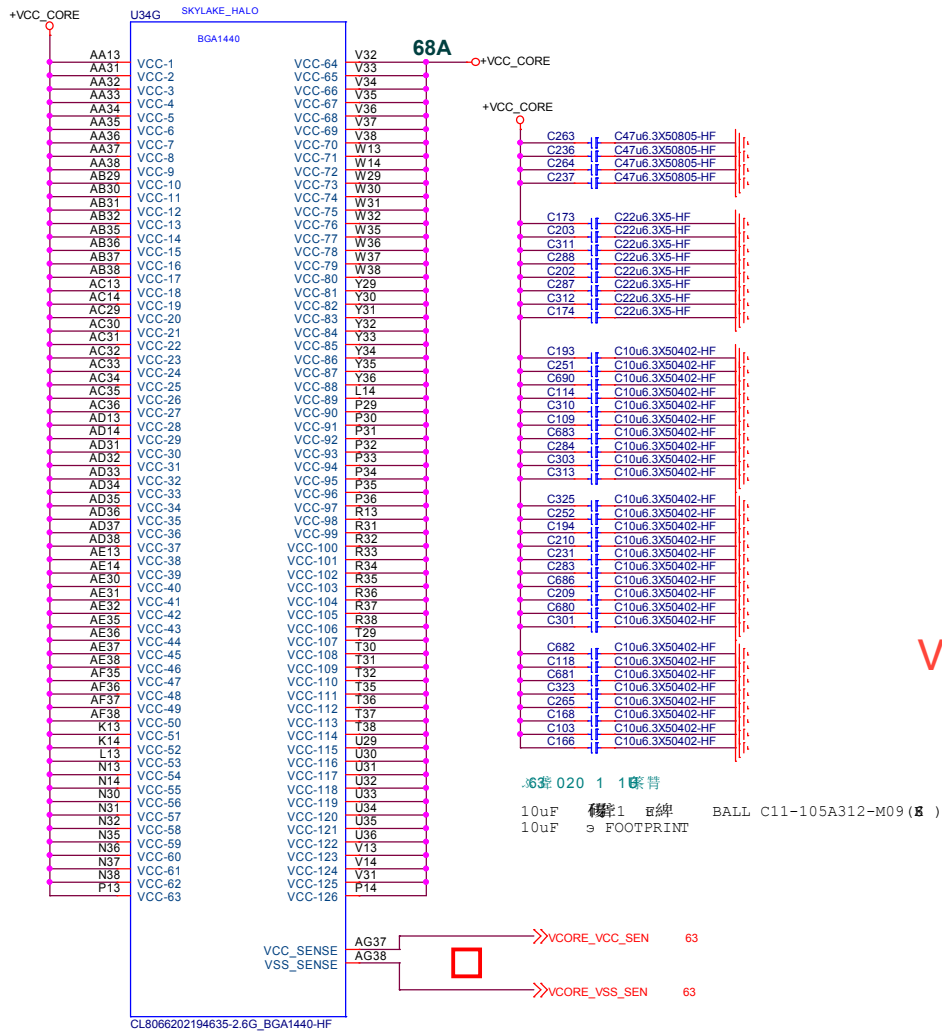 +VCC_CORE
U34G
SKYLAKE_HALO
BGA1440
68A
+VCC_CORE
AA13 VCC-1 VCC-64 V32
AA31 VCC-2 VCC-65 V33
AA32 VCC-3 VCC-66 V34
AA33 VCC-4 VCC-67 V35
AA34 VCC-5 VCC-68 V36
AA35 VCC-6 VCC-69 V37
AA36 VCC-7 VCC-70 V38
AA37 VCC-8 VCC-71 W13
AA38 VCC-9 VCC-72 W14
AB29 VCC-10 VCC-73 W29
AB30 VCC-11 VCC-74 W30
AB31 VCC-12 VCC-75 W31
AB32 VCC-13 VCC-76 W32
AB35 VCC-14 VCC-77 W35
AB36 VCC-15 VCC-78 W36
AB37 VCC-16 VCC-79 W37
AB38 VCC-17 VCC-80 W38
AC13 VCC-18 VCC-81 Y29
AC14 VCC-19 VCC-82 Y30
AC29 VCC-20 VCC-83 Y31
AC30 VCC-21 VCC-84 Y32
AC31 VCC-22 VCC-85 Y33
AC32 VCC-23 VCC-86 Y34
AC33 VCC-24 VCC-87 Y35
AC34 VCC-25 VCC-88 Y36
AC35 VCC-26 VCC-89 L14
AC36 VCC-27 VCC-90 P29
AD13 VCC-28 VCC-91 P30
AD14 VCC-29 VCC-92 P31
AD31 VCC-30 VCC-93 P32
AD32 VCC-31 VCC-94 P33
AD33 VCC-32 VCC-95 P34
AD34 VCC-33 VCC-96 P35
AD35 VCC-34 VCC-97 P36
AD36 VCC-35 VCC-98 R13
AD37 VCC-36 VCC-99 R31
AD38 VCC-37 VCC-100 R32
AE13 VCC-38 VCC-101 R33
AE14 VCC-39 VCC-102 R34
AE30 VCC-40 VCC-103 R35
AE31 VCC-41 VCC-104 R36
AE32 VCC-42 VCC-105 R37
AE35 VCC-43 VCC-106 R38
AE36 VCC-44 VCC-107 T29
AE37 VCC-45 VCC-108 T30
AE38 VCC-46 VCC-109 T31
AF35 VCC-47 VCC-110 T32
AF36 VCC-48 VCC-111 T35
AF37 VCC-49 VCC-112 T36
AF38 VCC-50 VCC-113 T37
K13 VCC-51 VCC-114 T38
K14 VCC-52 VCC-115 U29
L13 VCC-53 VCC-116 U30
N13 VCC-54 VCC-117 U31
N14 VCC-55 VCC-118 U32
N30 VCC-56 VCC-119 U33
N31 VCC-57 VCC-120 U34
N32 VCC-58 VCC-121 U35
N35 VCC-59 VCC-122 U36
N36 VCC-60 VCC-123 V13
N37 VCC-61 VCC-124 V14
N38 VCC-62 VCC-125 V31
P13 VCC-63 VCC-126 P14
VCC_SENSE AG37
VSS_SENSE AG38
VCORE_VCC_SEN 63
VCORE_VSS_SEN 63
CL8066202194635-2.6G_BGA1440-HF
+VCC_CORE
C263 C47u6.3X50805-HF
C236 C47u6.3X50805-HF
C264 C47u6.3X50805-HF
C237 C47u6.3X50805-HF
C173 C22u6.3X5-HF
C203 C22u6.3X5-HF
C311 C22u6.3X5-HF
C288 C22u6.3X5-HF
C202 C22u6.3X5-HF
C287 C22u6.3X5-HF
C312 C22u6.3X5-HF
C174 C22u6.3X5-HF
C193 C10u6.3X50402-HF
C251 C10u6.3X50402-HF
C690 C10u6.3X50402-HF
C114 C10u6.3X50402-HF
C310 C10u6.3X50402-HF
C109 C10u6.3X50402-HF
C683 C10u6.3X50402-HF
C284 C10u6.3X50402-HF
C303 C10u6.3X50402-HF
C313 C10u6.3X50402-HF
C325 C10u6.3X50402-HF
C252 C10u6.3X50402-HF
C194 C10u6.3X50402-HF
C210 C10u6.3X50402-HF
C231 C10u6.3X50402-HF
C283 C10u6.3X50402-HF
C686 C10u6.3X50402-HF
C209 C10u6.3X50402-HF
C680 C10u6.3X50402-HF
C301 C10u6.3X50402-HF
C682 C10u6.3X50402-HF
C118 C10u6.3X50402-HF
C681 C10u6.3X50402-HF
C323 C10u6.3X50402-HF
C265 C10u6.3X50402-HF
C168 C10u6.3X50402-HF
C103 C10u6.3X50402-HF
C166 C10u6.3X50402-HF
V
020 1
10uF BALL C11-105A312-M09
10uF FOOTPRINT